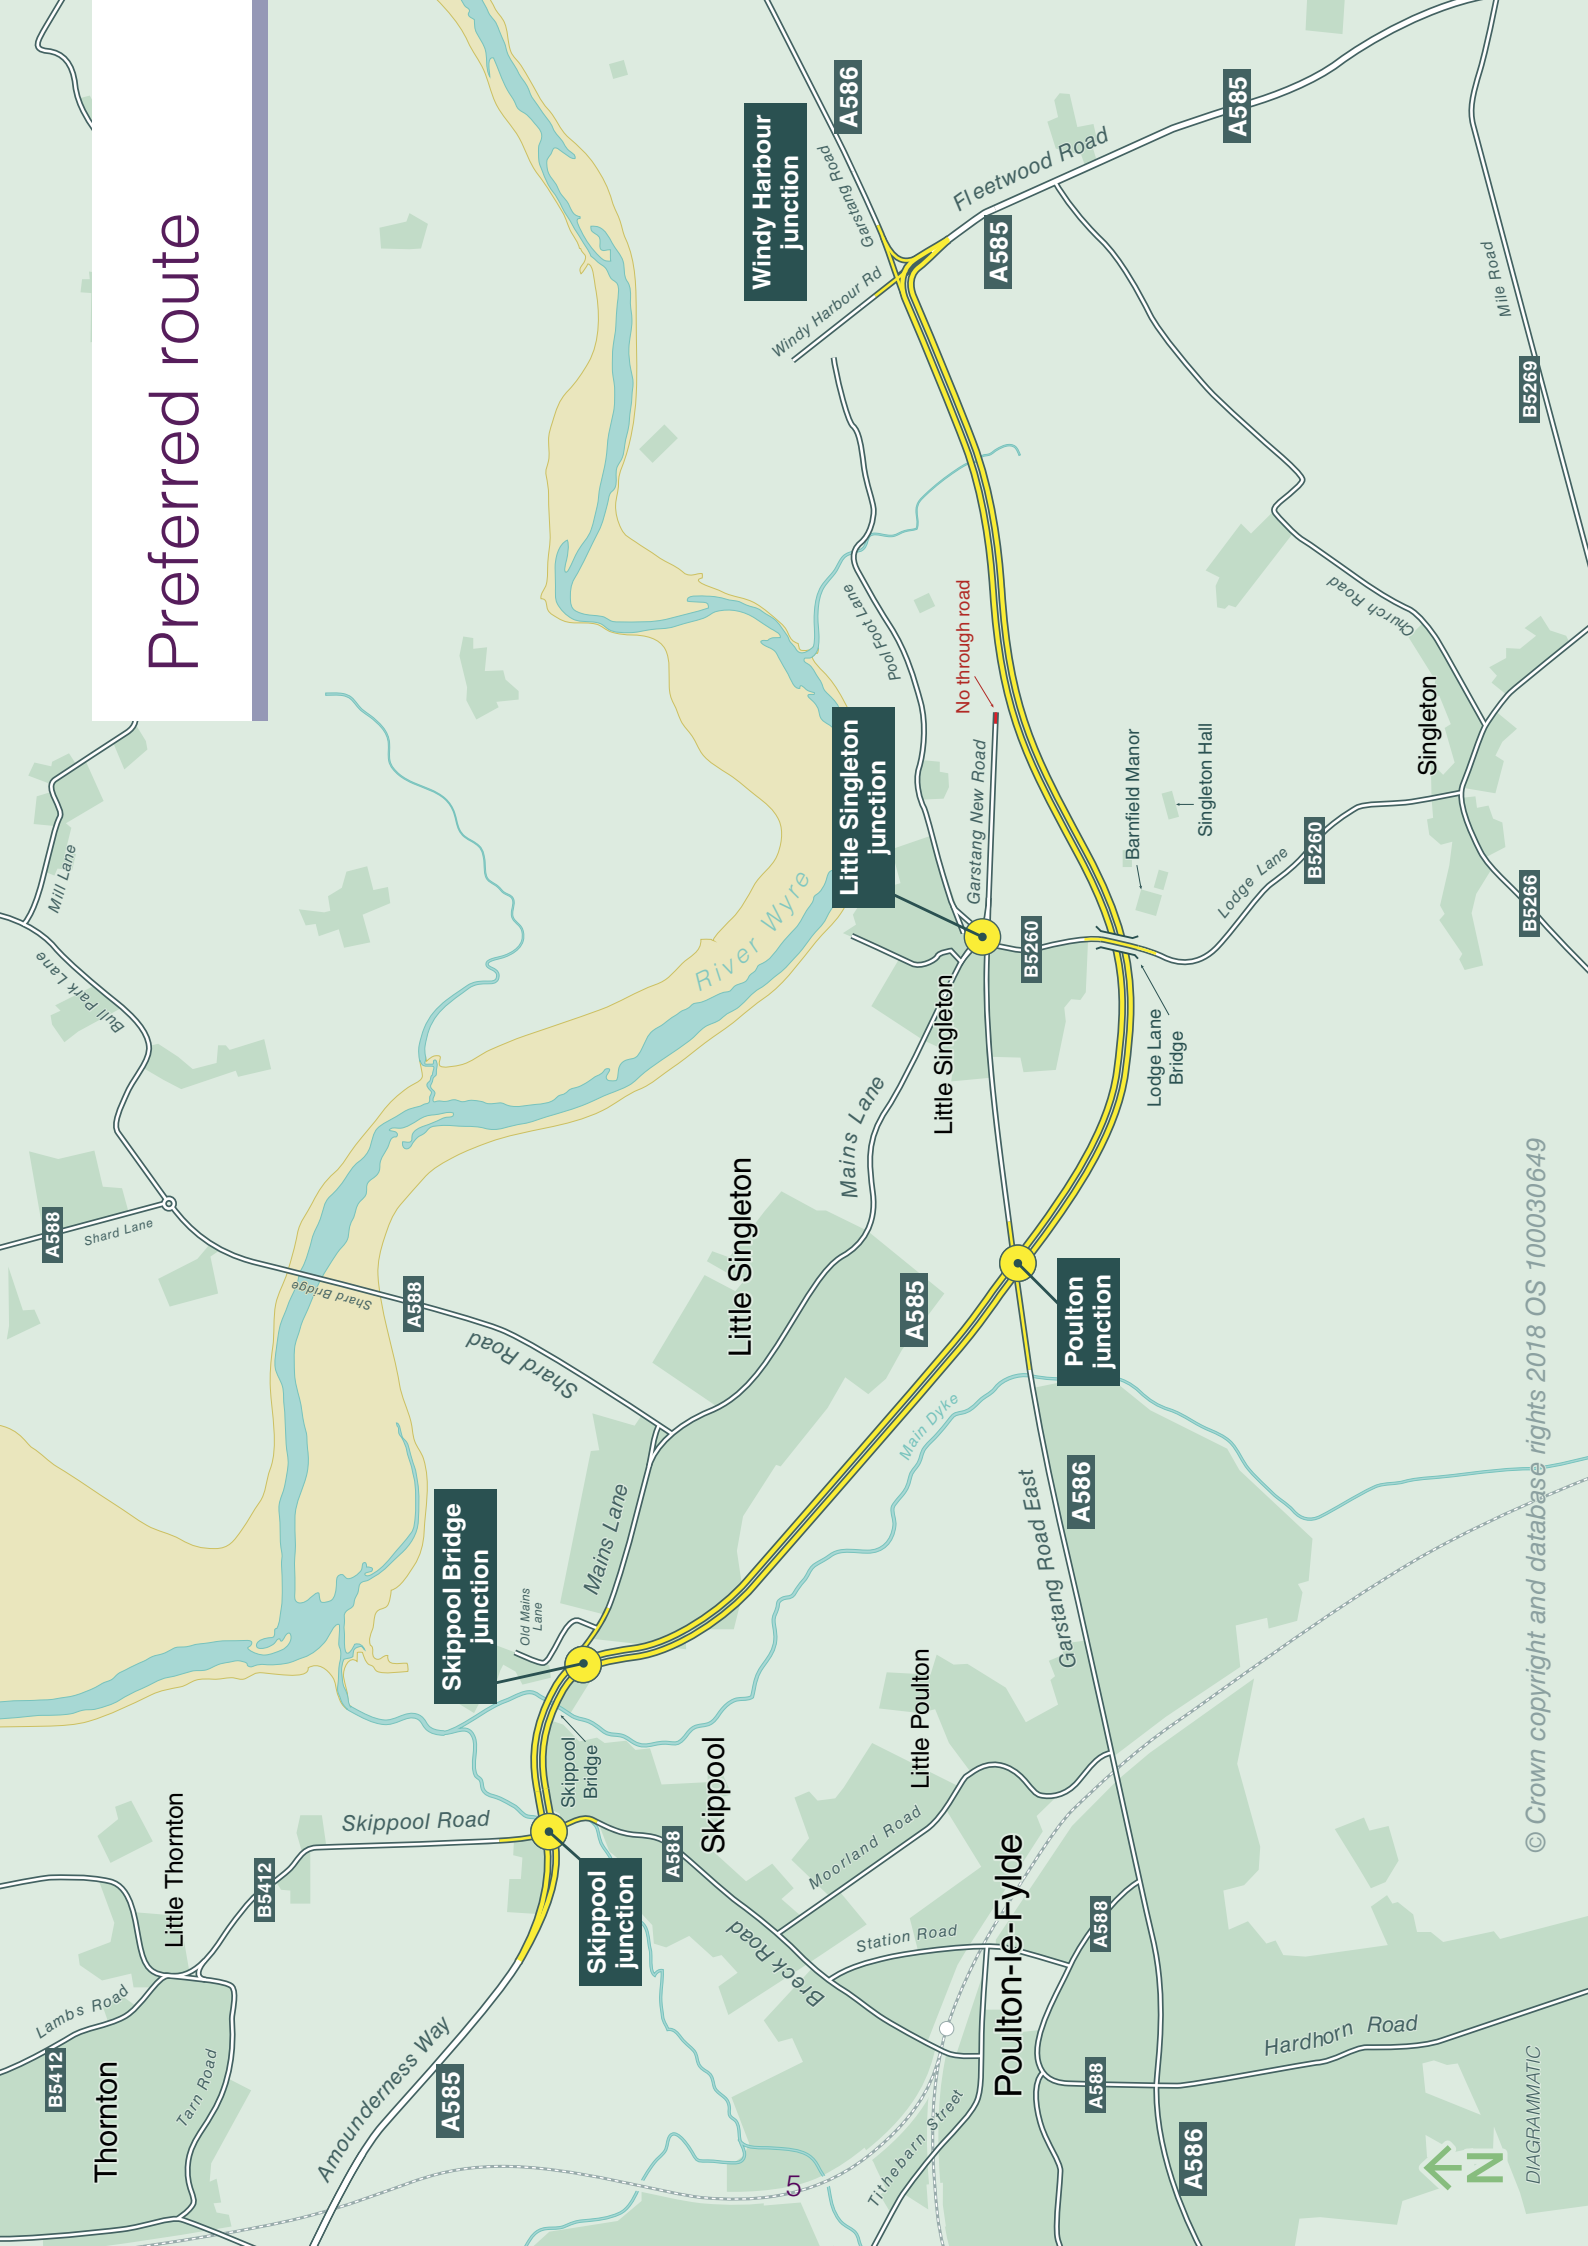 Preferred route
Thornton
B5412
Lambs Road
Tarn Road
Little Thornton
B5412
Skippool Road
Amounderness Way
A585
Skippool
junction
Skippool Bridge
junction
Old Mains
Lane
Skippool
Bridge
Mains Lane
A588
Shard Lane
Shard Bridge
A588
Shard Road
Bull Park Lane
Mill Lane
River Wyre
Little Singleton
Mains Lane
A585
Main Dyke
Skippool
A588
Breck Road
Moorland Road
Station Road
Little Poulton
Poulton-le-Fylde
Tithebarn Street
A588
A588
A586
Hardhorn Road
Garstang Road East
A586
Poulton
junction
Little Singleton
Little Singleton
junction
B5260
Garstang New Road
No through road
Pool Foot Lane
Lodge Lane
Bridge
Barnfield Manor
Singleton Hall
Lodge Lane
B5260
Singleton
B5266
Church Road
Windy Harbour
junction
Windy Harbour Rd
Garstang Road
A586
Fleetwood Road
A585
A585
Mile Road
B5269
© Crown copyright and database rights 2018 OS 100030649
N
DIAGRAMMATIC
5